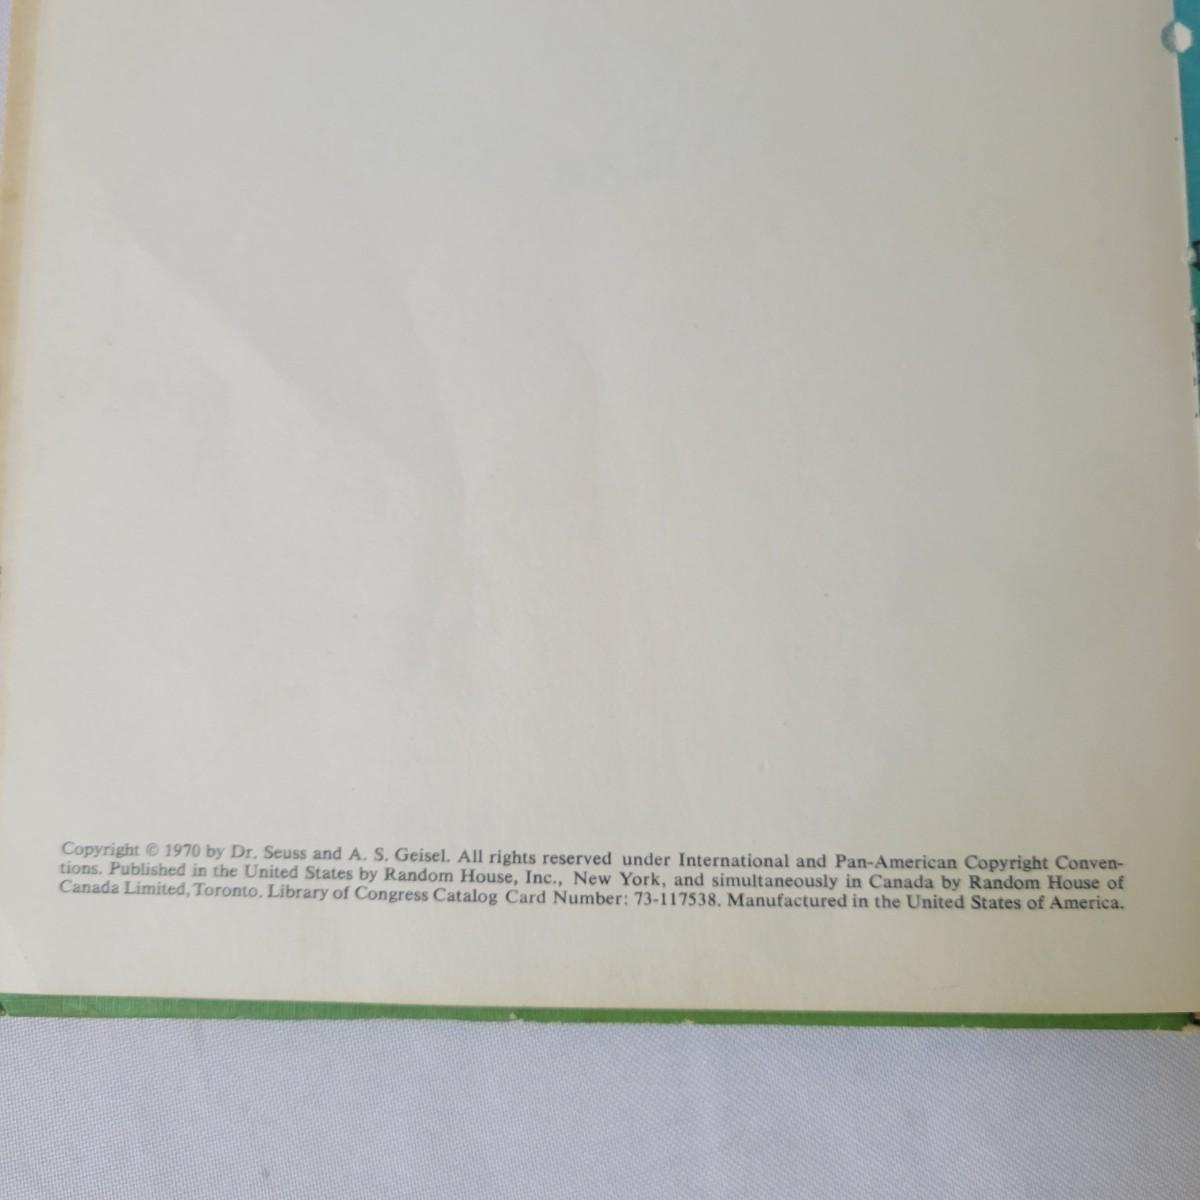 Copyright © 1970 by Dr. Seuss and A. S. Geisel. All rights reserved under International and Pan-American Copyright Conven-
tions. Published in the United States by Random House, Inc., New York, and simultaneously in Canada by Random House of
Canada Limited, Toronto. Library of Congress Catalog Card Number: 73-117538. Manufactured in the United States of America.